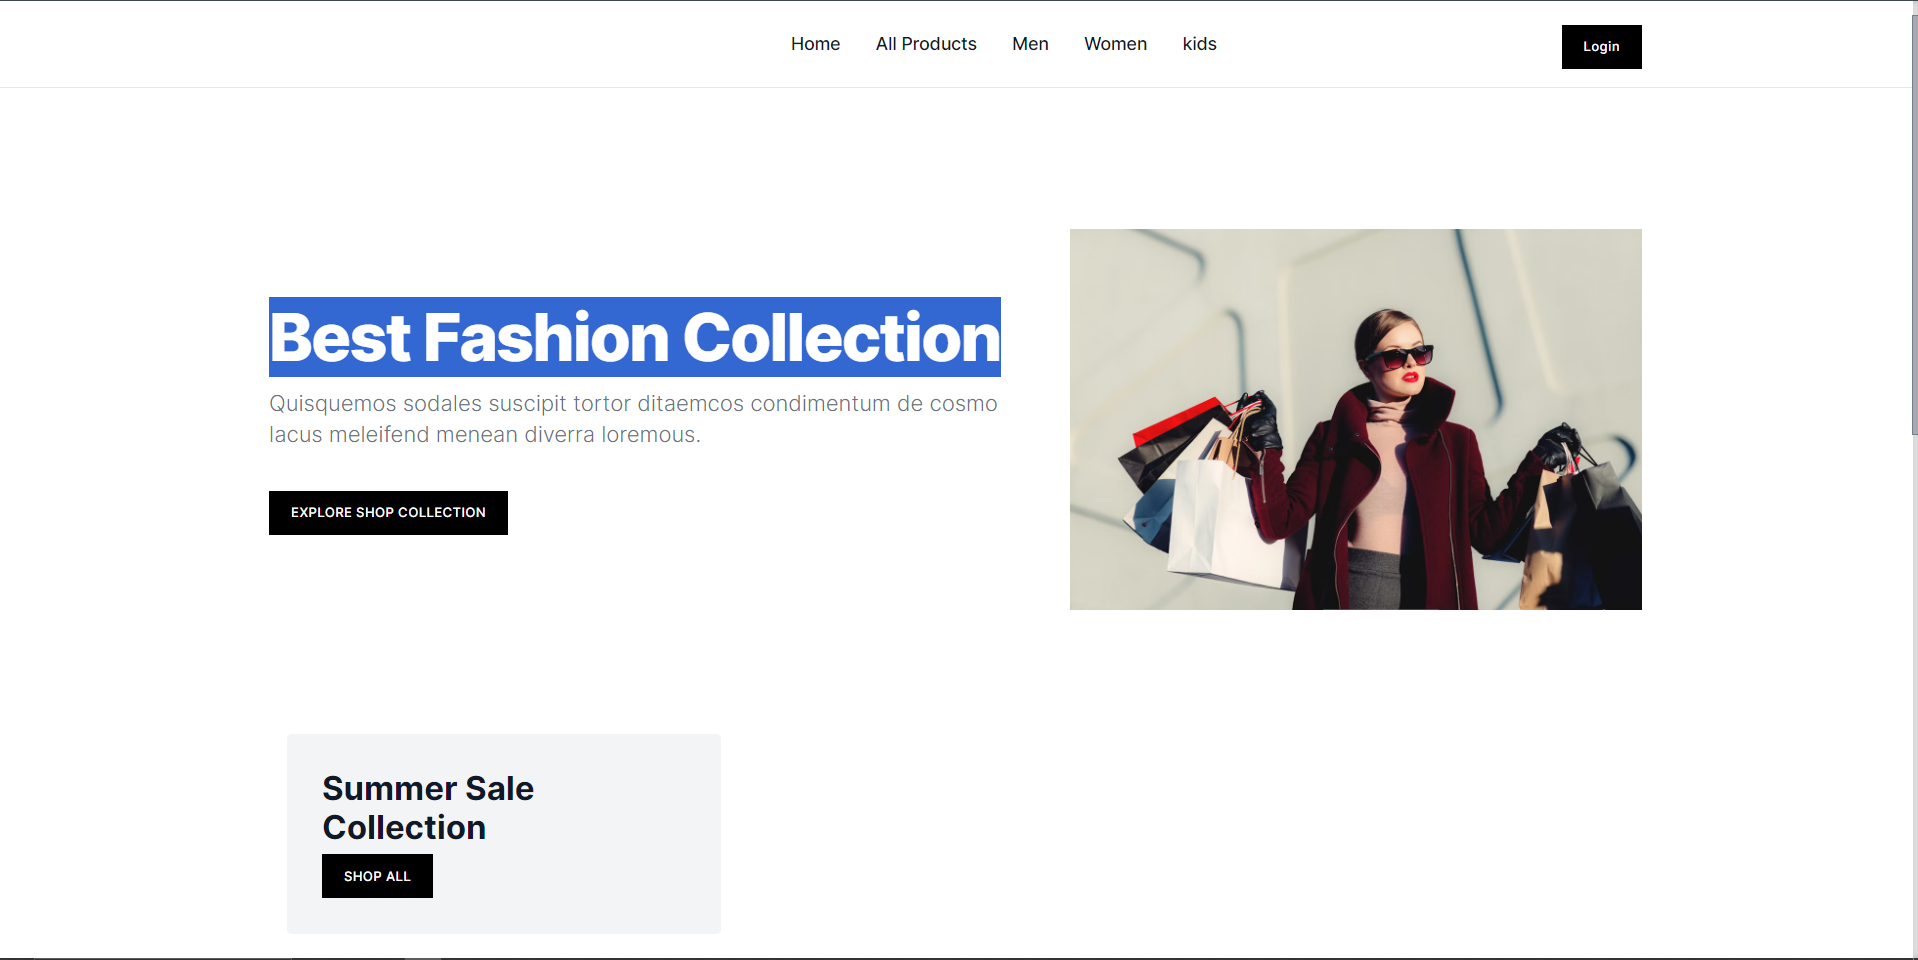 Home All Products Men Women kids
Login
Best Fashion Collection
Quisquemos sodales suscipit tortor ditaemcos condimentum de cosmo
lacus meleifend menean diverra loremous.
EXPLORE SHOP COLLECTION
Summer Sale
Collection
SHOP ALL